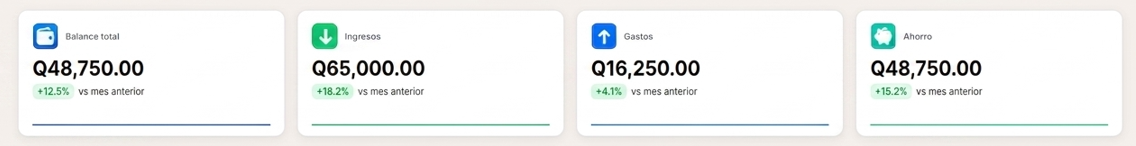 Balance total
Q48,750.00
+12.5% vs mes anterior
Ingresos
Q65,000.00
+18.2% vs mes anterior
Gastos
Q16,250.00
+4.1% vs mes anterior
Ahorro
Q48,750.00
+15.2% vs mes anterior